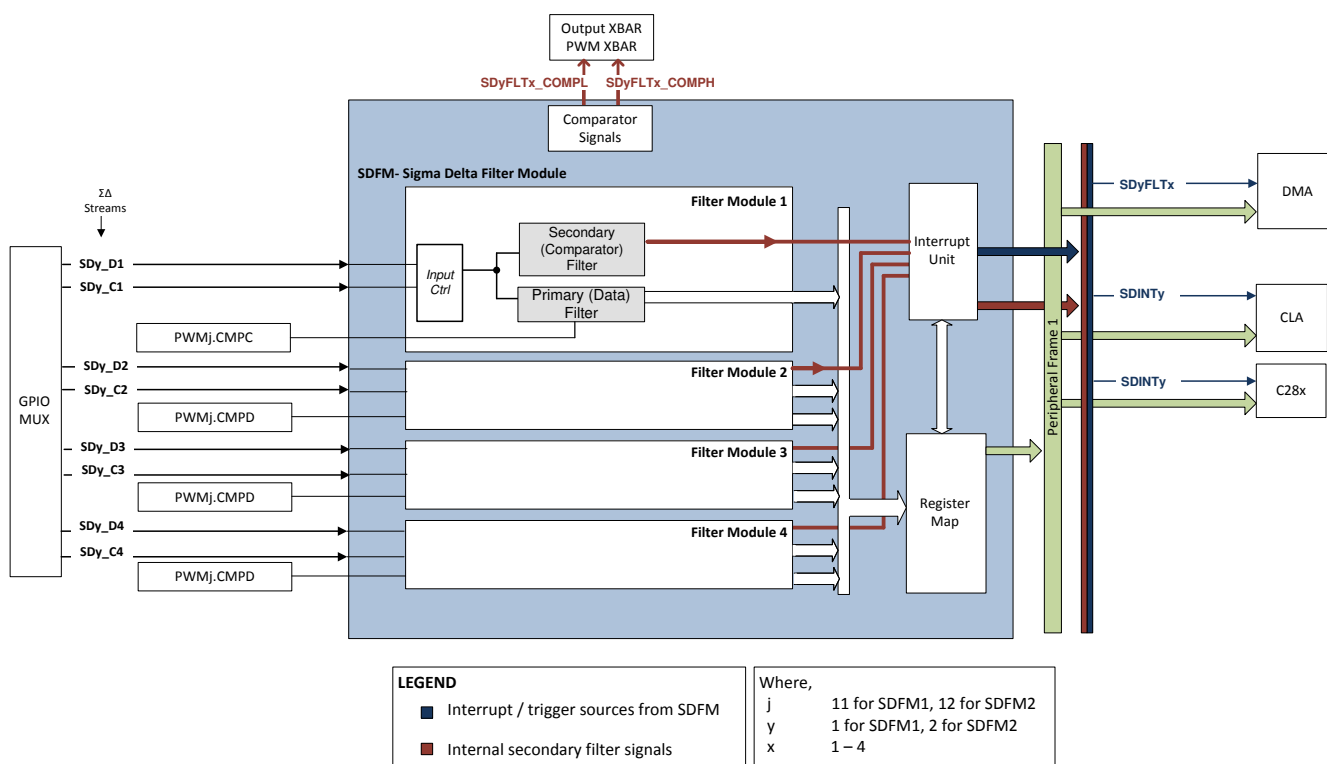 Output XBAR
PWM XBAR
SDyFLTx_COMPL
SDyFLTx_COMPH
Comparator
Signals
SDFM- Sigma Delta Filter Module
ΣΔ
Streams
GPIO
MUX
SDy_D1
SDy_C1
PWMj.CMPC
SDy_D2
SDy_C2
PWMj.CMPD
SDy_D3
SDy_C3
PWMj.CMPD
SDy_D4
SDy_C4
PWMj.CMPD
Filter Module 1
Input
Ctrl
Secondary
(Comparator)
Filter
Primary (Data)
Filter
Filter Module 2
Filter Module 3
Filter Module 4
Interrupt
Unit
Register
Map
Peripheral Frame 1
SDyFLTx
DMA
SDINTy
CLA
SDINTy
C28x
LEGEND
Interrupt / trigger sources from SDFM
Internal secondary filter signals
Where,
j 11 for SDFM1, 12 for SDFM2
y 1 for SDFM1, 2 for SDFM2
x 1 – 4